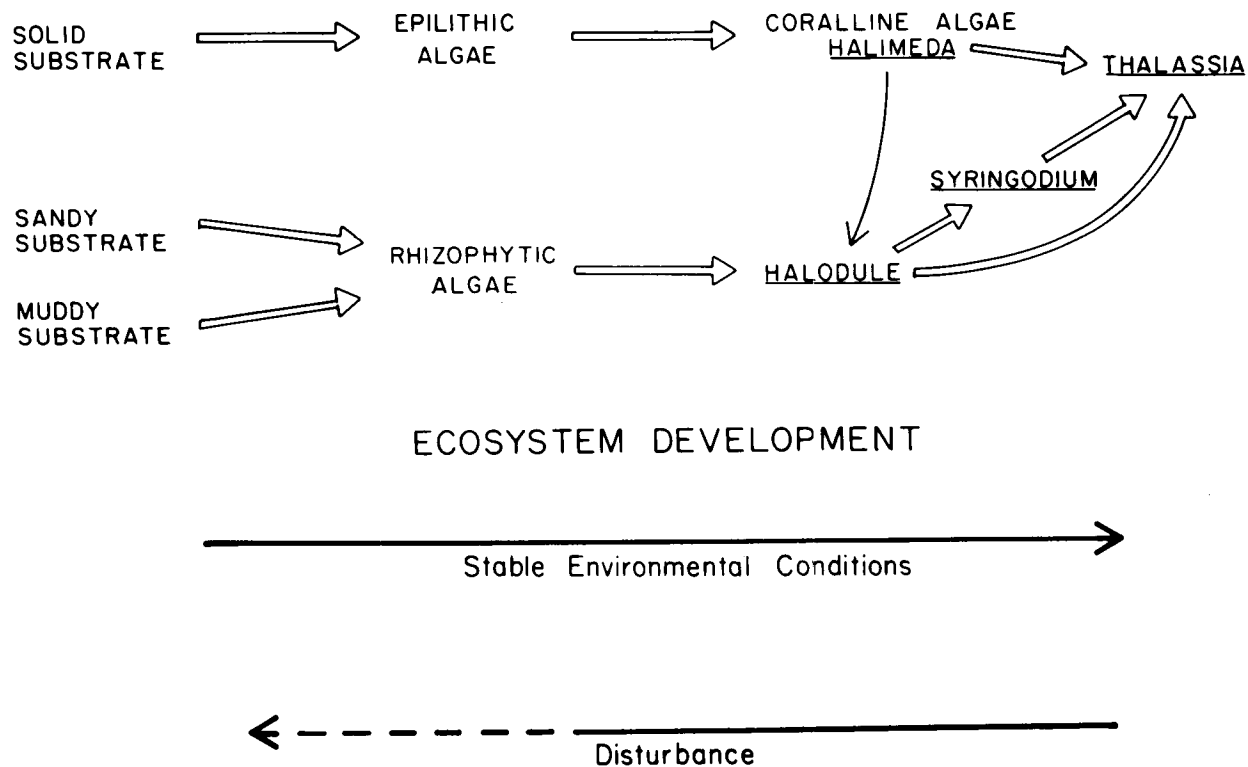 SOLID
SUBSTRATE
EPILITHIC
ALGAE
CORALLINE ALGAE
HALIMEDA
THALASSIA
SYRINGODIUM
SANDY
SUBSTRATE
RHIZOPHYTIC
ALGAE
HALODULE
MUDDY
SUBSTRATE
ECOSYSTEM DEVELOPMENT
Stable Environmental Conditions
Disturbance